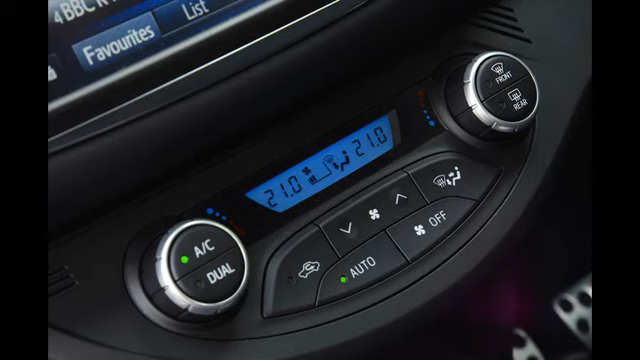 4 BBC R
Favourites
List
FRONT
REAR
21.0
21.0
A/C
DUAL
AUTO
OFF